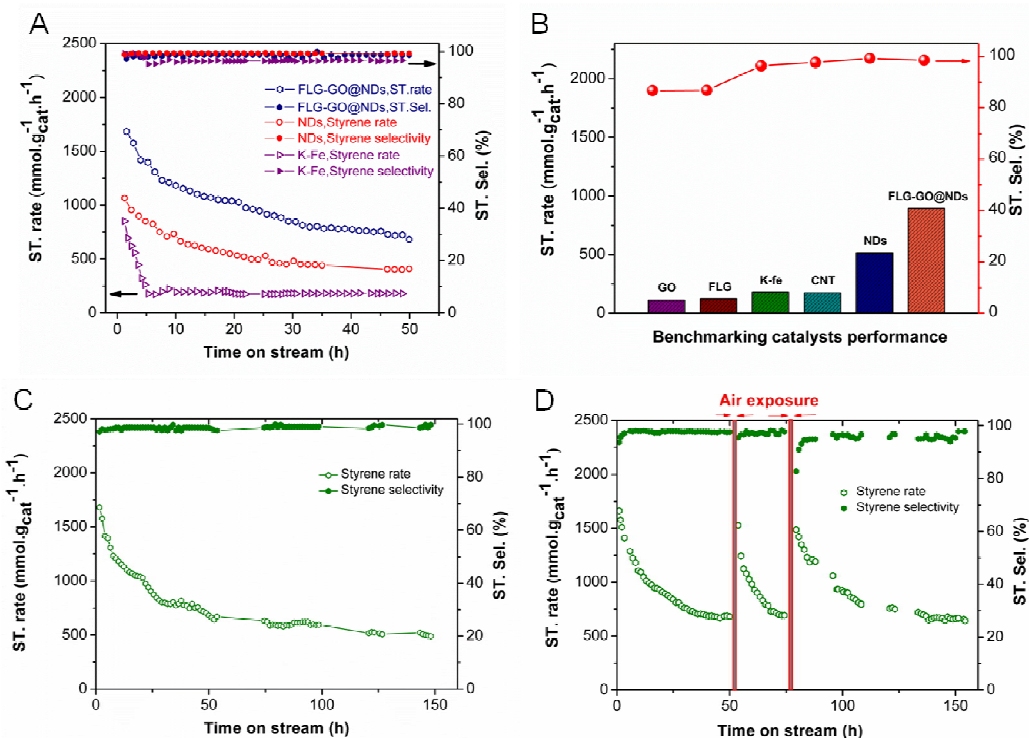 A
2500
2000
1500
1000
500
0
ST. rate (mmol.g_cat^-1.h^-1)
100
80
60
40
20
0
ST. Sel. (%)
FLG-GO@NDs,ST.rate
FLG-GO@NDs,ST.Sel.
NDs,Styrene rate
NDs,Styrene selectivity
K-Fe,Styrene rate
K-Fe,Styrene selectivity
0 10 20 30 40 50
Time on stream (h)
B
2000
1500
1000
500
0
ST. rate (mmol.g_cat^-1.h^-1)
100
80
60
40
20
0
ST. Sel. (%)
GO
FLG
K-fe
CNT
NDs
FLG-GO@NDs
Benchmarking catalysts performance
C
2500
2000
1500
1000
500
0
ST. rate (mmol.g_cat^-1.h^-1)
100
80
60
40
20
0
ST. Sel. (%)
Styrene rate
Styrene selectivity
0 50 100 150
Time on stream (h)
D
Air exposure
2500
2000
1500
1000
500
0
ST. rate (mmol.g_cat^-1.h^-1)
100
80
60
40
20
0
ST. Sel. (%)
Styrene rate
Styrene selectivity
0 50 100 150
Time on stream (h)